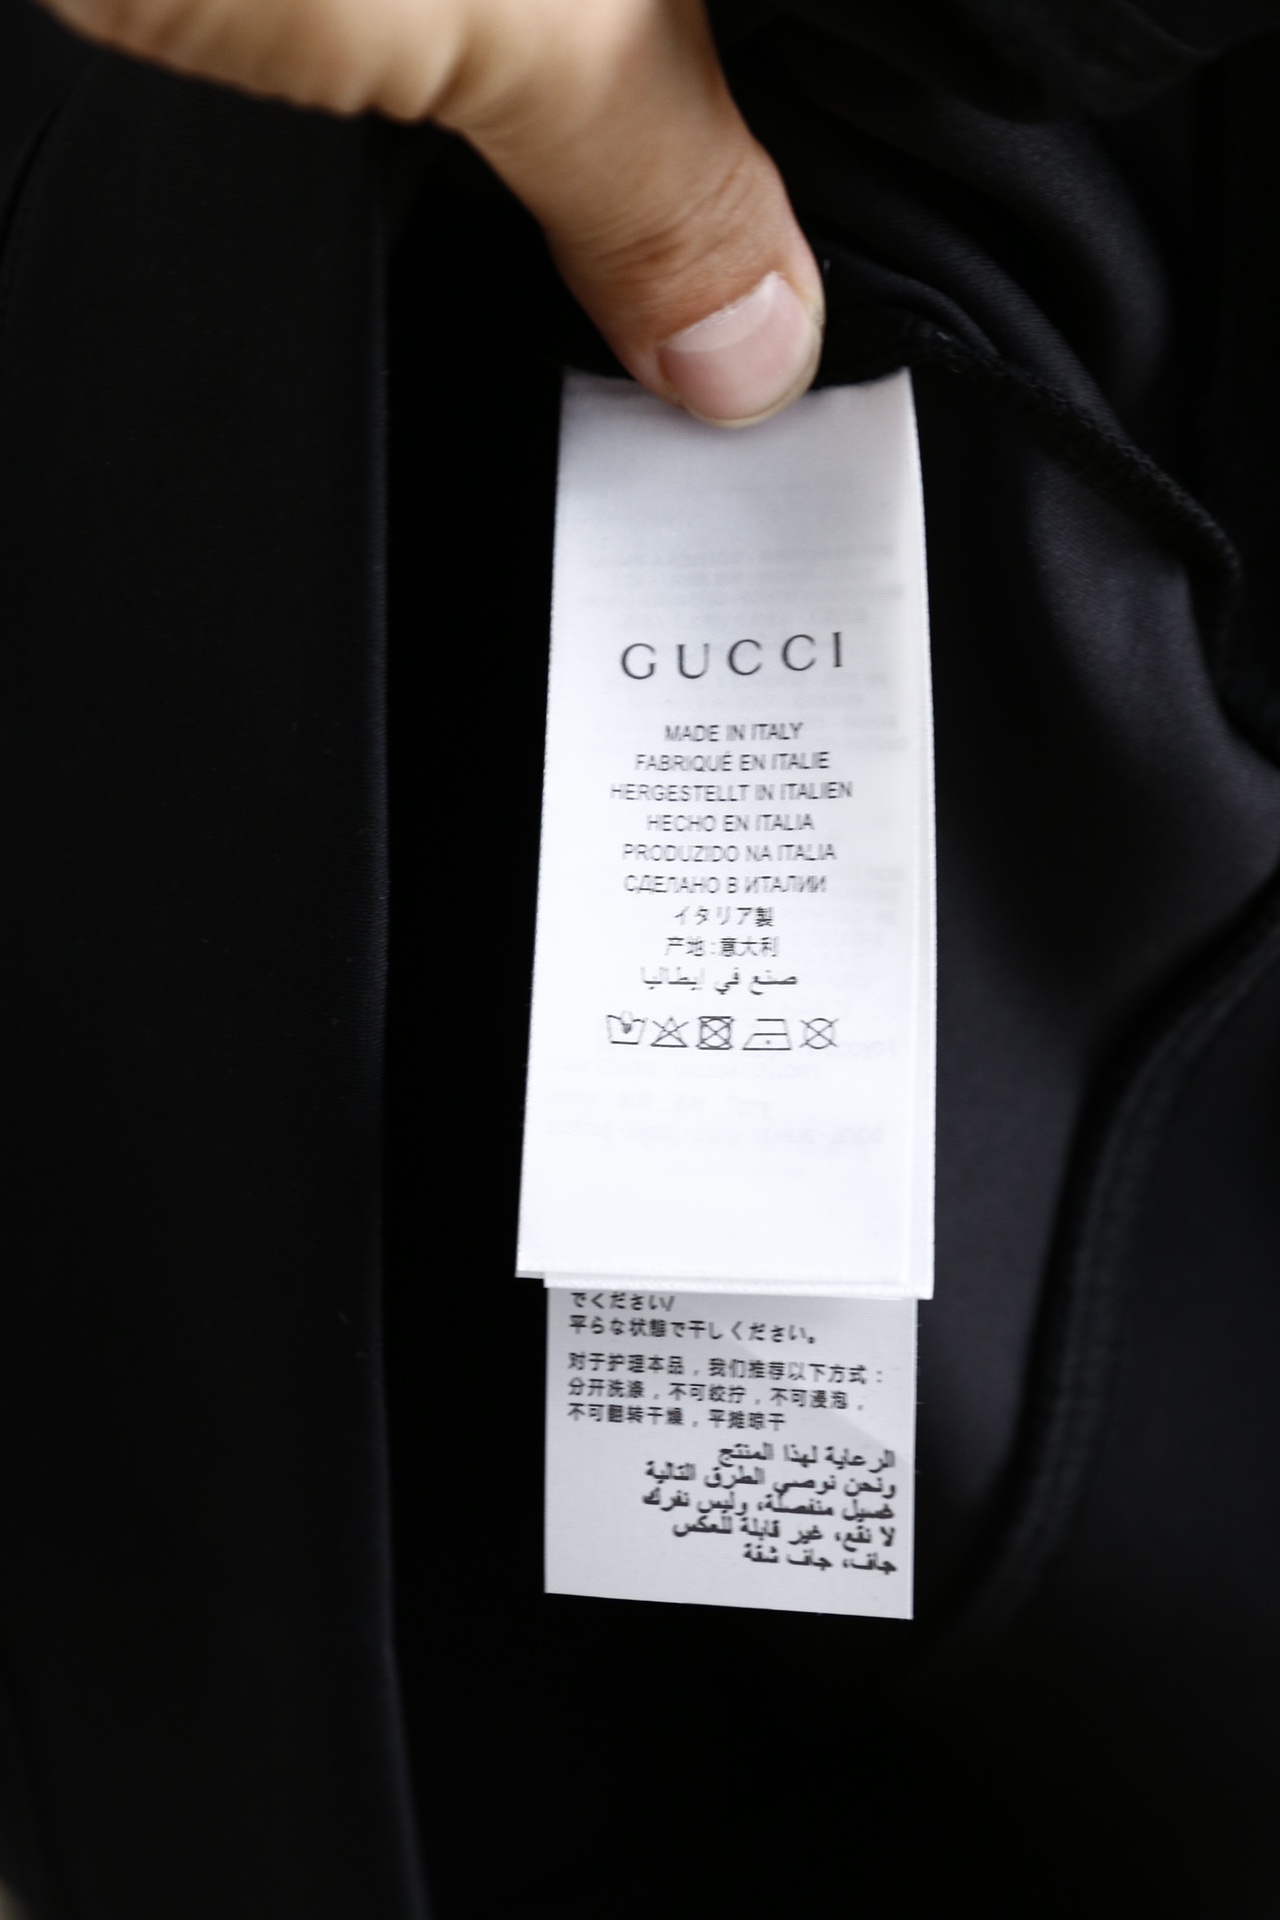 GUCCI
MADE IN ITALY
FABRIQUÉ EN ITALIE
HERGESTELLT IN ITALIEN
HECHO EN ITALIA
PRODUZIDO NA ITALIA
СДЕЛАНО В ИТАЛИИ
イタリア製
产地:意大利
صنع في إيطاليا
でください/
平らな状態で干しください。
对于护理本品，我们推荐以下方式：
分开洗涤，不可绞拧，不可浸泡，
不可翻转干燥，平摊晾干
الرعاية لهذا المنتج
ونحن نوصي الطرق التالية
غسيل منفصلة، وليس نفرك
لا نقع، غير قابلة للعكس
جاف، جاف شقة